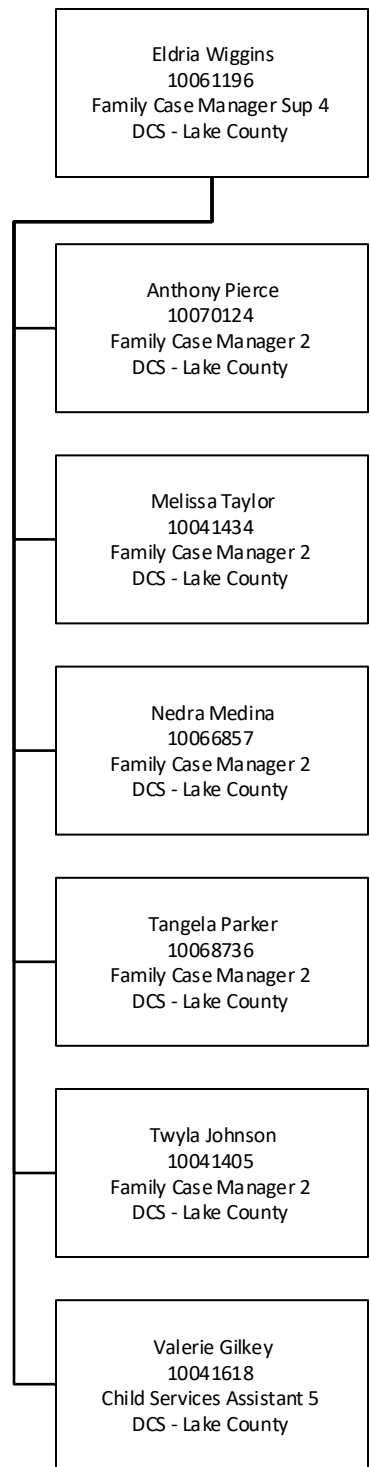 Eldria Wiggins
10061196
Family Case Manager Sup 4
DCS - Lake County
Anthony Pierce
10070124
Family Case Manager 2
DCS - Lake County
Melissa Taylor
10041434
Family Case Manager 2
DCS - Lake County
Nedra Medina
10066857
Family Case Manager 2
DCS - Lake County
Tangela Parker
10068736
Family Case Manager 2
DCS - Lake County
Twyla Johnson
10041405
Family Case Manager 2
DCS - Lake County
Valerie Gilkey
10041618
Child Services Assistant 5
DCS - Lake County